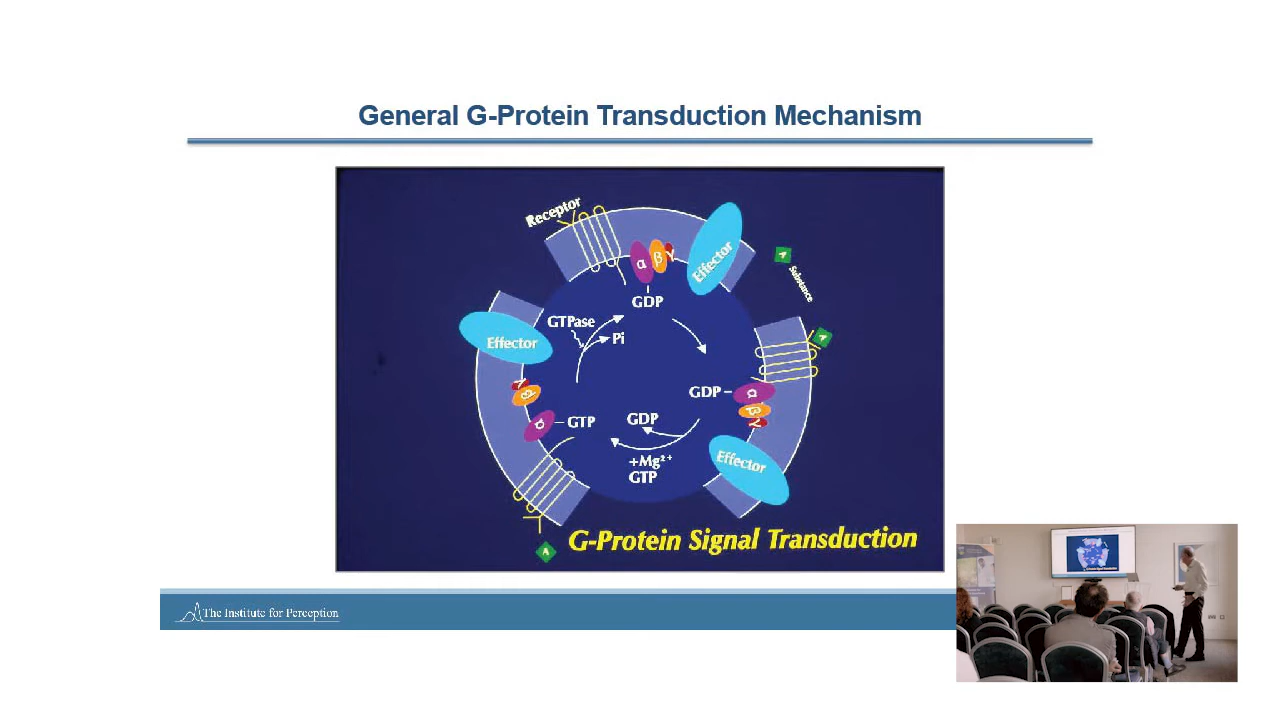 General G-Protein Transduction Mechanism
Receptor
α β γ
Effector
GDP
A
Substance
A
GTPase
Pi
Effector
γ
β
α
GTP
GDP
α
β
γ
GDP
+Mg²⁺
GTP
Effector
A
G-Protein Signal Transduction
The Institute for Perception